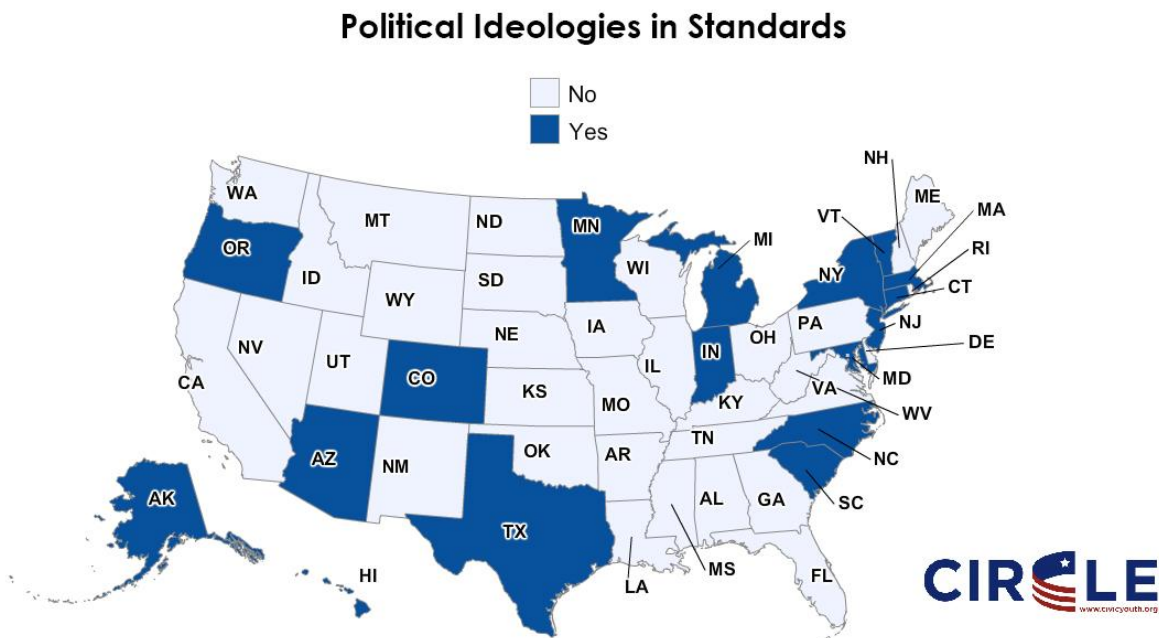 Political Ideologies in Standards
No
Yes
NH
ME
WA
MA
VT
MT
ND
MN
MI
RI
OR
WI
NY
ID
SD
CT
WY
PA
NJ
IA
OH
NE
IN
DE
NV
IL
UT
CO
MD
CA
VA
KS
MO
KY
WV
TN
OK
AR
NC
AZ
NM
AL
GA
SC
AK
TX
MS
HI
LA
FL
CIRCLE
www.civicyouth.org